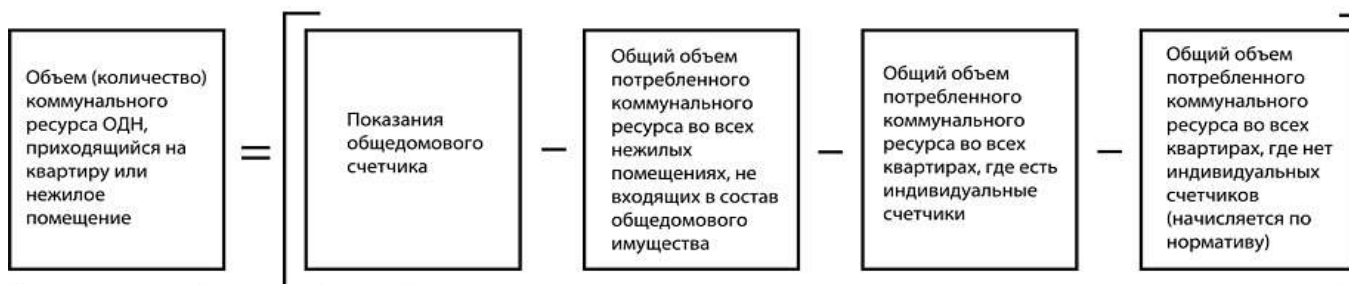 Объем (количество)
коммунального
ресурса ОДН,
приходящийся на
квартиру или
нежилое
помещение
=
Показания
общедомового
счетчика
–
Общий объем
потребленного
коммунального
ресурса во всех
нежилых
помещениях, не
входящих в состав
общедомового
имущества
–
Общий объем
потребленного
коммунального
ресурса во всех
квартирах, где есть
индивидуальные
счетчики
–
Общий объем
потребленного
коммунального
ресурса во всех
квартирах, где нет
индивидуальных
счетчиков
(начисляется по
нормативу)